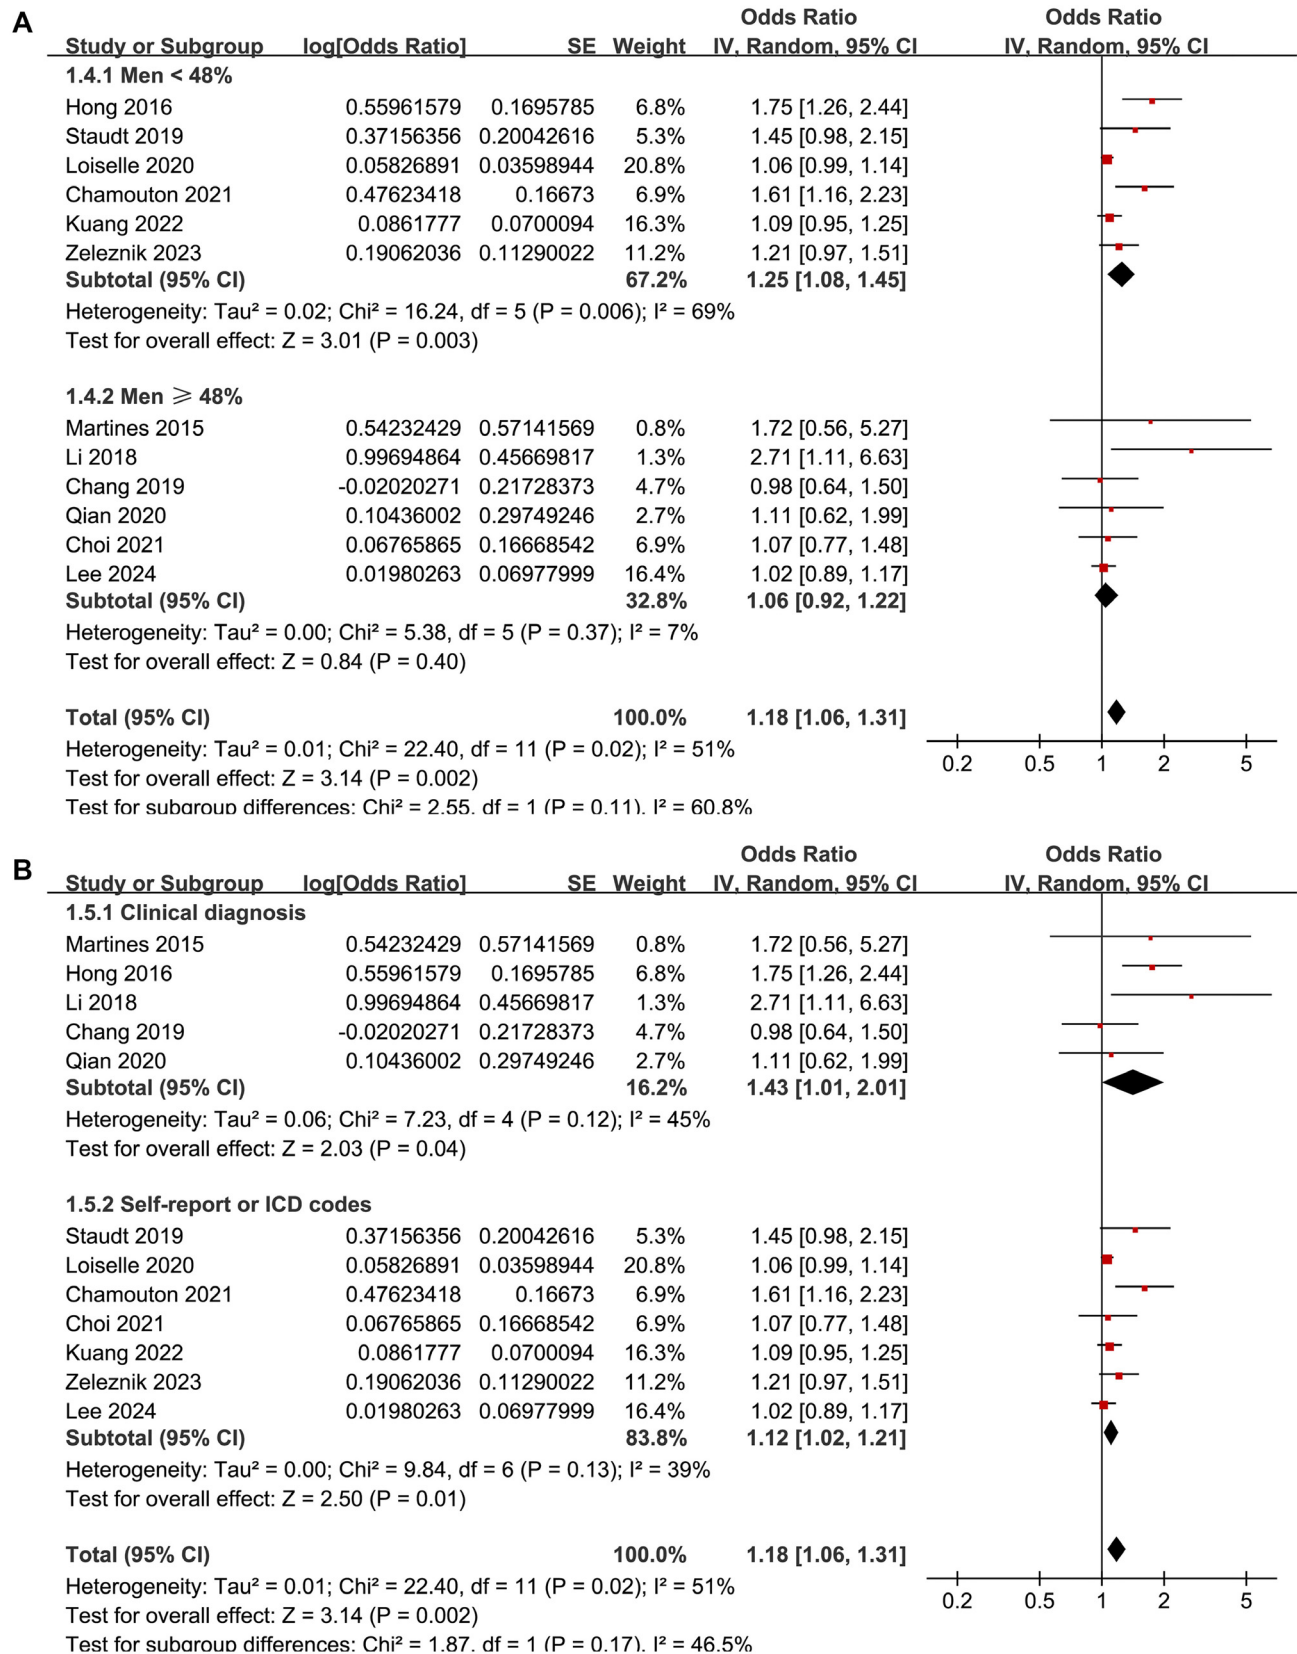 A
Odds Ratio Odds Ratio
Study or Subgroup log[Odds Ratio] SE Weight IV, Random, 95% CI IV, Random, 95% CI
1.4.1 Men < 48%
Hong 2016 0.55961579 0.1695785 6.8% 1.75 [1.26, 2.44]
Staudt 2019 0.37156356 0.20042616 5.3% 1.45 [0.98, 2.15]
Loiselle 2020 0.05826891 0.03598944 20.8% 1.06 [0.99, 1.14]
Chamouton 2021 0.47623418 0.16673 6.9% 1.61 [1.16, 2.23]
Kuang 2022 0.0861777 0.0700094 16.3% 1.09 [0.95, 1.25]
Zeleznik 2023 0.19062036 0.11290022 11.2% 1.21 [0.97, 1.51]
Subtotal (95% CI) 67.2% 1.25 [1.08, 1.45]
Heterogeneity: Tau² = 0.02; Chi² = 16.24, df = 5 (P = 0.006); I² = 69%
Test for overall effect: Z = 3.01 (P = 0.003)
1.4.2 Men ⩾ 48%
Martines 2015 0.54232429 0.57141569 0.8% 1.72 [0.56, 5.27]
Li 2018 0.99694864 0.45669817 1.3% 2.71 [1.11, 6.63]
Chang 2019 -0.02020271 0.21728373 4.7% 0.98 [0.64, 1.50]
Qian 2020 0.10436002 0.29749246 2.7% 1.11 [0.62, 1.99]
Choi 2021 0.06765865 0.16668542 6.9% 1.07 [0.77, 1.48]
Lee 2024 0.01980263 0.06977999 16.4% 1.02 [0.89, 1.17]
Subtotal (95% CI) 32.8% 1.06 [0.92, 1.22]
Heterogeneity: Tau² = 0.00; Chi² = 5.38, df = 5 (P = 0.37); I² = 7%
Test for overall effect: Z = 0.84 (P = 0.40)
Total (95% CI) 100.0% 1.18 [1.06, 1.31]
Heterogeneity: Tau² = 0.01; Chi² = 22.40, df = 11 (P = 0.02); I² = 51%
Test for overall effect: Z = 3.14 (P = 0.002)
Test for subgroup differences: Chi² = 2.55, df = 1 (P = 0.11), I² = 60.8%
0.2 0.5 1 2 5
B
Odds Ratio Odds Ratio
Study or Subgroup log[Odds Ratio] SE Weight IV, Random, 95% CI IV, Random, 95% CI
1.5.1 Clinical diagnosis
Martines 2015 0.54232429 0.57141569 0.8% 1.72 [0.56, 5.27]
Hong 2016 0.55961579 0.1695785 6.8% 1.75 [1.26, 2.44]
Li 2018 0.99694864 0.45669817 1.3% 2.71 [1.11, 6.63]
Chang 2019 -0.02020271 0.21728373 4.7% 0.98 [0.64, 1.50]
Qian 2020 0.10436002 0.29749246 2.7% 1.11 [0.62, 1.99]
Subtotal (95% CI) 16.2% 1.43 [1.01, 2.01]
Heterogeneity: Tau² = 0.06; Chi² = 7.23, df = 4 (P = 0.12); I² = 45%
Test for overall effect: Z = 2.03 (P = 0.04)
1.5.2 Self-report or ICD codes
Staudt 2019 0.37156356 0.20042616 5.3% 1.45 [0.98, 2.15]
Loiselle 2020 0.05826891 0.03598944 20.8% 1.06 [0.99, 1.14]
Chamouton 2021 0.47623418 0.16673 6.9% 1.61 [1.16, 2.23]
Choi 2021 0.06765865 0.16668542 6.9% 1.07 [0.77, 1.48]
Kuang 2022 0.0861777 0.0700094 16.3% 1.09 [0.95, 1.25]
Zeleznik 2023 0.19062036 0.11290022 11.2% 1.21 [0.97, 1.51]
Lee 2024 0.01980263 0.06977999 16.4% 1.02 [0.89, 1.17]
Subtotal (95% CI) 83.8% 1.12 [1.02, 1.21]
Heterogeneity: Tau² = 0.00; Chi² = 9.84, df = 6 (P = 0.13); I² = 39%
Test for overall effect: Z = 2.50 (P = 0.01)
Total (95% CI) 100.0% 1.18 [1.06, 1.31]
Heterogeneity: Tau² = 0.01; Chi² = 22.40, df = 11 (P = 0.02); I² = 51%
Test for overall effect: Z = 3.14 (P = 0.002)
Test for subgroup differences: Chi² = 1.87, df = 1 (P = 0.17), I² = 46.5%
0.2 0.5 1 2 5